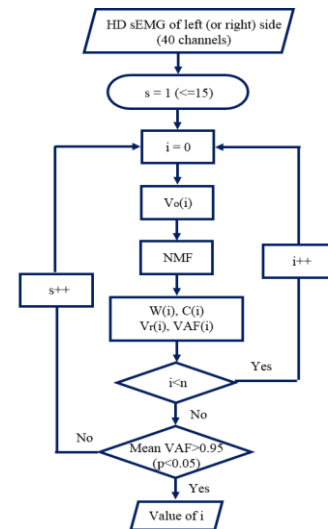 HD sEMG of left (or right) side
(40 channels)
s = 1 (<=15)
i = 0
Vo(i)
s++
NMF
i++
W(i), C(i)
Vr(i), VAF(i)
Yes
i<n
No
No
Mean VAF>0.95
(p<0.05)
Yes
Value of i